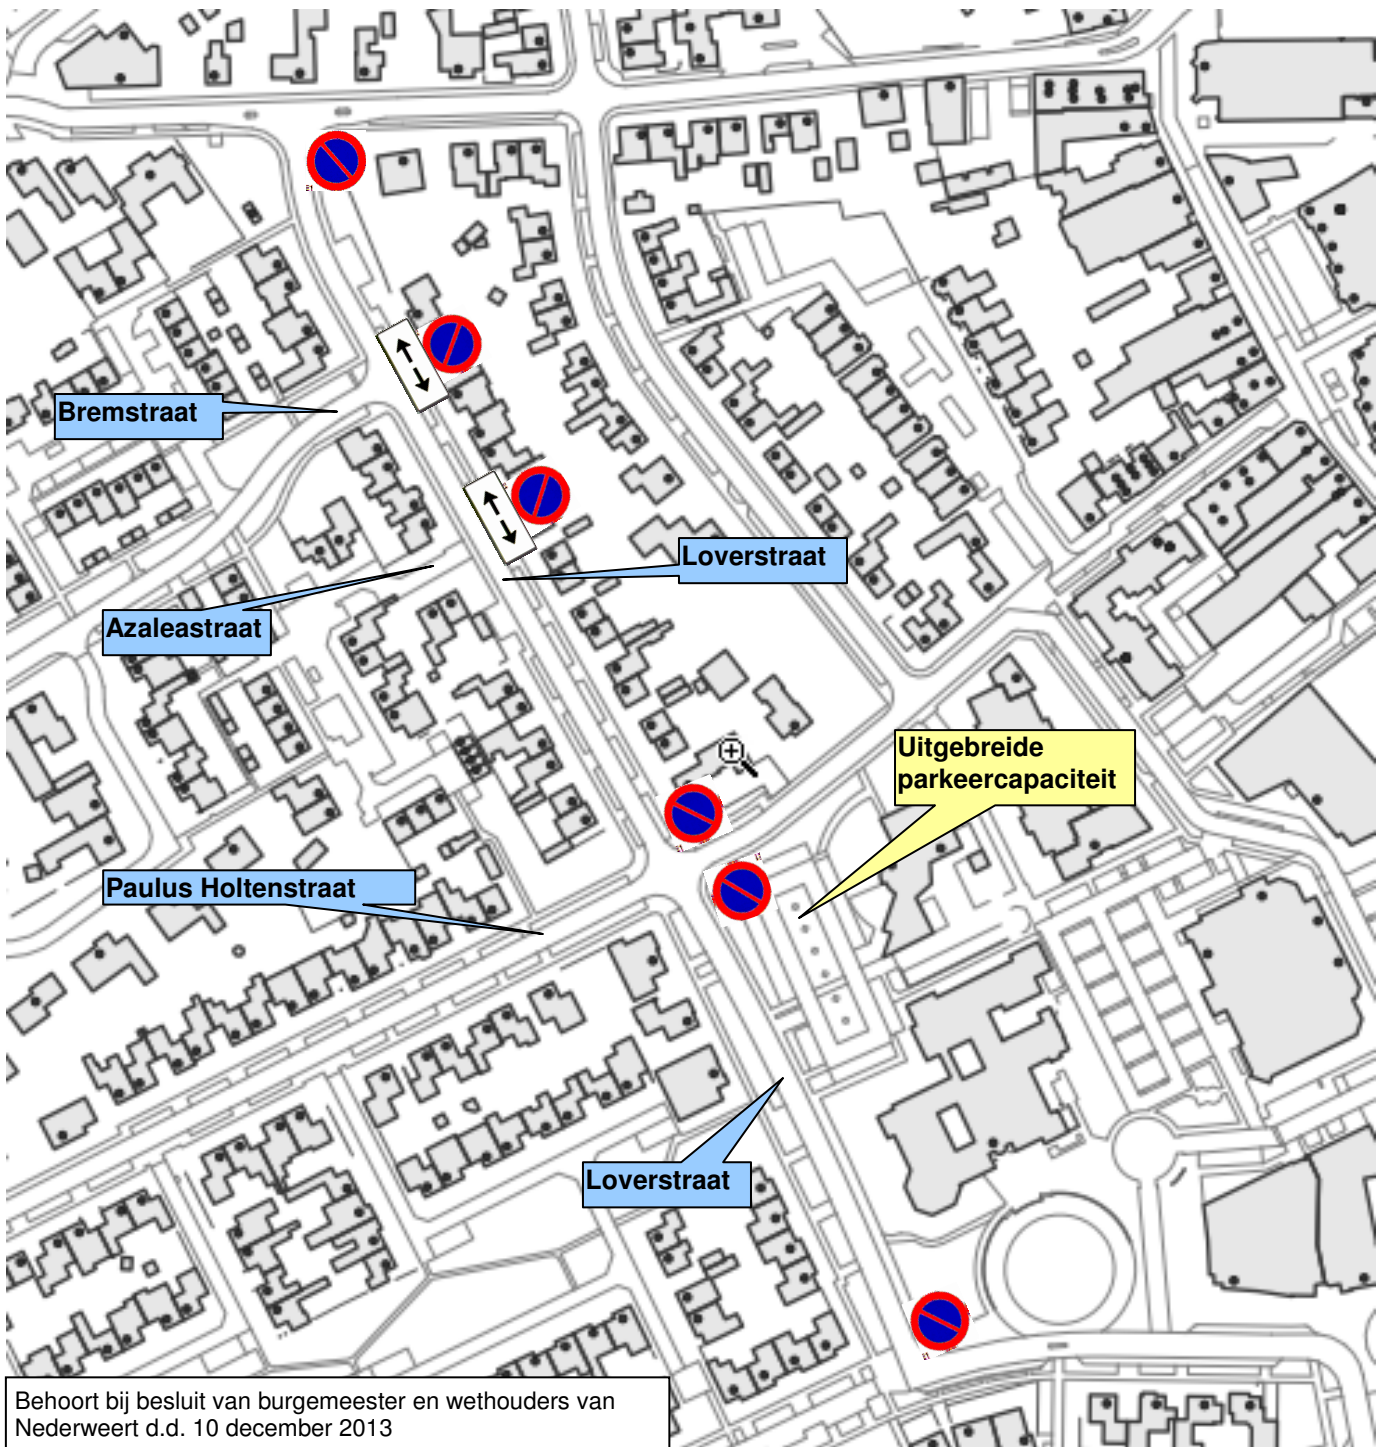 Bremstraat
Loverstraat
Azaleastraat
Uitgebreide
parkeercapaciteit
Paulus Holtenstraat
Loverstraat
Behoort bij besluit van burgemeester en wethouders van
Nederweert d.d. 10 december 2013